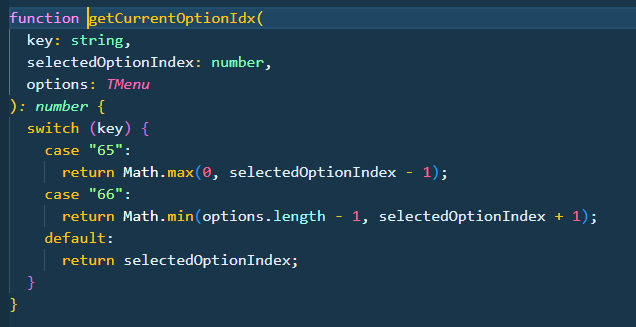 function getCurrentOptionIdx(
  key: string,
  selectedOptionIndex: number,
  options: TMenu
): number {
  switch (key) {
    case "65":
      return Math.max(0, selectedOptionIndex - 1);
    case "66":
      return Math.min(options.length - 1, selectedOptionIndex + 1);
    default:
      return selectedOptionIndex;
  }
}